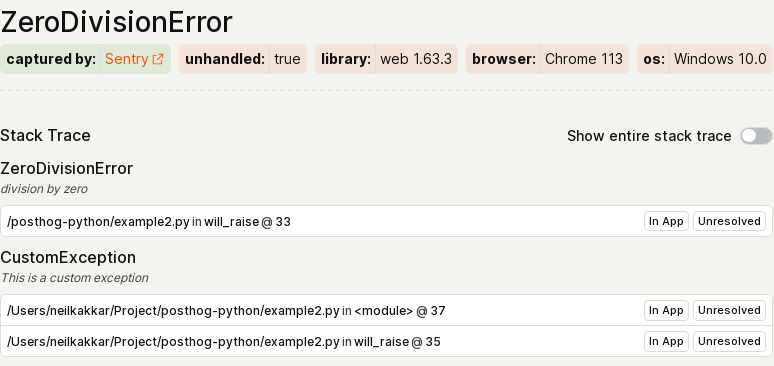 ZeroDivisionError
captured by: Sentry unhandled: true library: web 1.63.3 browser: Chrome 113 os: Windows 10.0
Stack Trace Show entire stack trace
ZeroDivisionError
division by zero
/posthog-python/example2.py in will_raise @ 33 In App Unresolved
CustomException
This is a custom exception
/Users/neilkakkar/Project/posthog-python/example2.py in <module> @ 37 In App Unresolved
/Users/neilkakkar/Project/posthog-python/example2.py in will_raise @ 35 In App Unresolved